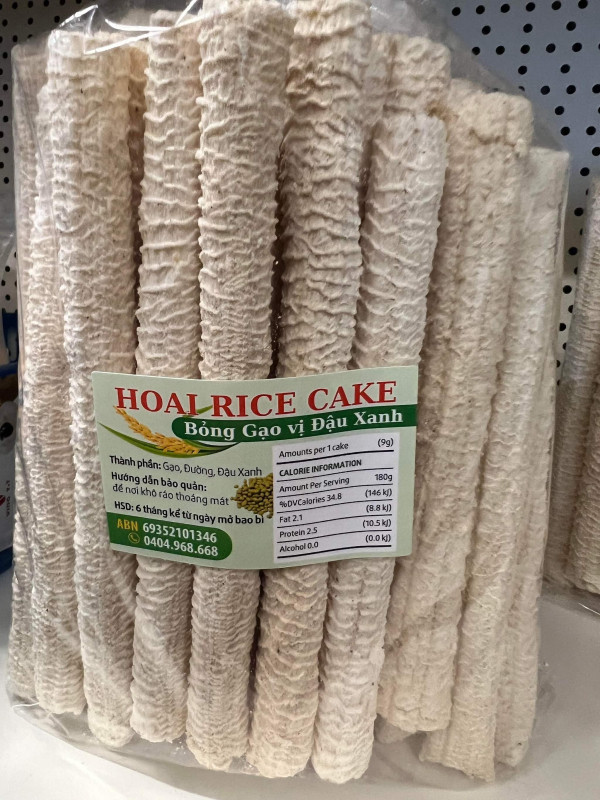 HOAI RICE CAKE
Bỏng Gạo vị Đậu Xanh
Thành phần: Gạo, Đường, Đậu Xanh
Hướng dẫn bảo quản:
để nơi khô ráo thoáng mát
HSD: 6 tháng kể từ ngày mở bao bì
ABN 69352101346
0404.968.668
Amounts per 1 cake (9g)
CALORIE INFORMATION
Amount Per Serving 180g
%DVCalories 34.8 (146 kj)
Fat 2.1 (8.8 kj)
Protein 2.5 (10.5 kj)
Alcohol 0.0 (0.0 kj)